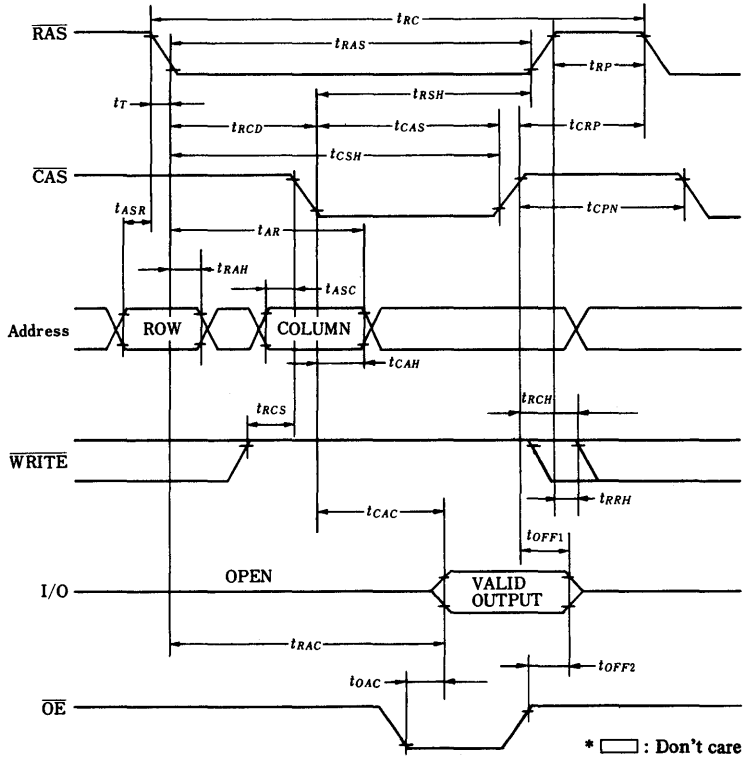 tRC
RAS
tRAS
tRP
tRSH
tT
tRCD
tCAS
tCRP
tCSH
CAS
tASR
tCPN
tAR
tRAH
tASC
Address
ROW
COLUMN
tCAH
tRCH
tRCS
WRITE
tRRH
tCAC
tOFF1
OPEN
VALID
OUTPUT
I/O
tRAC
tOFF2
tOAC
OE
* : Don't care